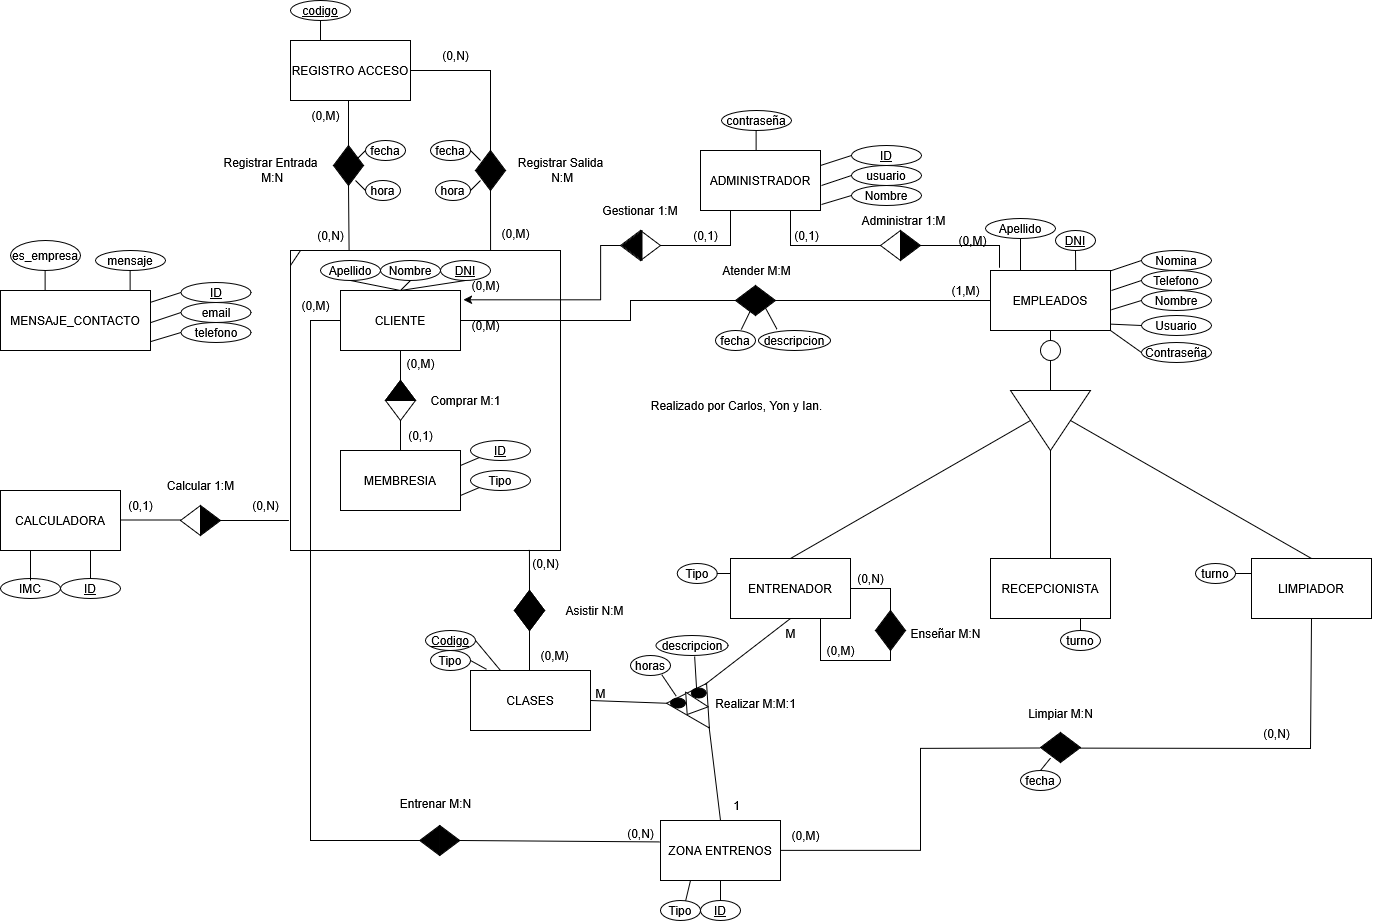 codigo
REGISTRO ACCESO
(0,N)
(0,M)
Registrar Entrada
M:N
fecha
hora
fecha
hora
Registrar Salida
N:M
(0,N)
(0,M)
contraseña
ADMINISTRADOR
ID
usuario
Nombre
Gestionar 1:M
(0,1)
(0,1)
Administrar 1:M
(0,M)
Apellido
DNI
Nomina
Telefono
Nombre
Usuario
Contraseña
EMPLEADOS
es_empresa
mensaje
MENSAJE_CONTACTO
ID
email
telefono
Apellido
Nombre
DNI
(0,M)
CLIENTE
(0,M)
(0,M)
Atender M:M
(1,M)
fecha
descripcion
(0,M)
Comprar M:1
(0,1)
Realizado por Carlos, Yon y Ian.
MEMBRESIA
ID
Tipo
Calcular 1:M
CALCULADORA
(0,1)
(0,N)
IMC
ID
(0,N)
Asistir N:M
(0,M)
Codigo
Tipo
CLASES
M
Tipo
ENTRENADOR
(0,N)
(0,M)
Enseñar M:N
M
descripcion
horas
Realizar M:M:1
1
RECEPCIONISTA
turno
turno
LIMPIADOR
Limpiar M:N
(0,N)
fecha
Entrenar M:N
(0,N)
ZONA ENTRENOS
(0,M)
Tipo
ID